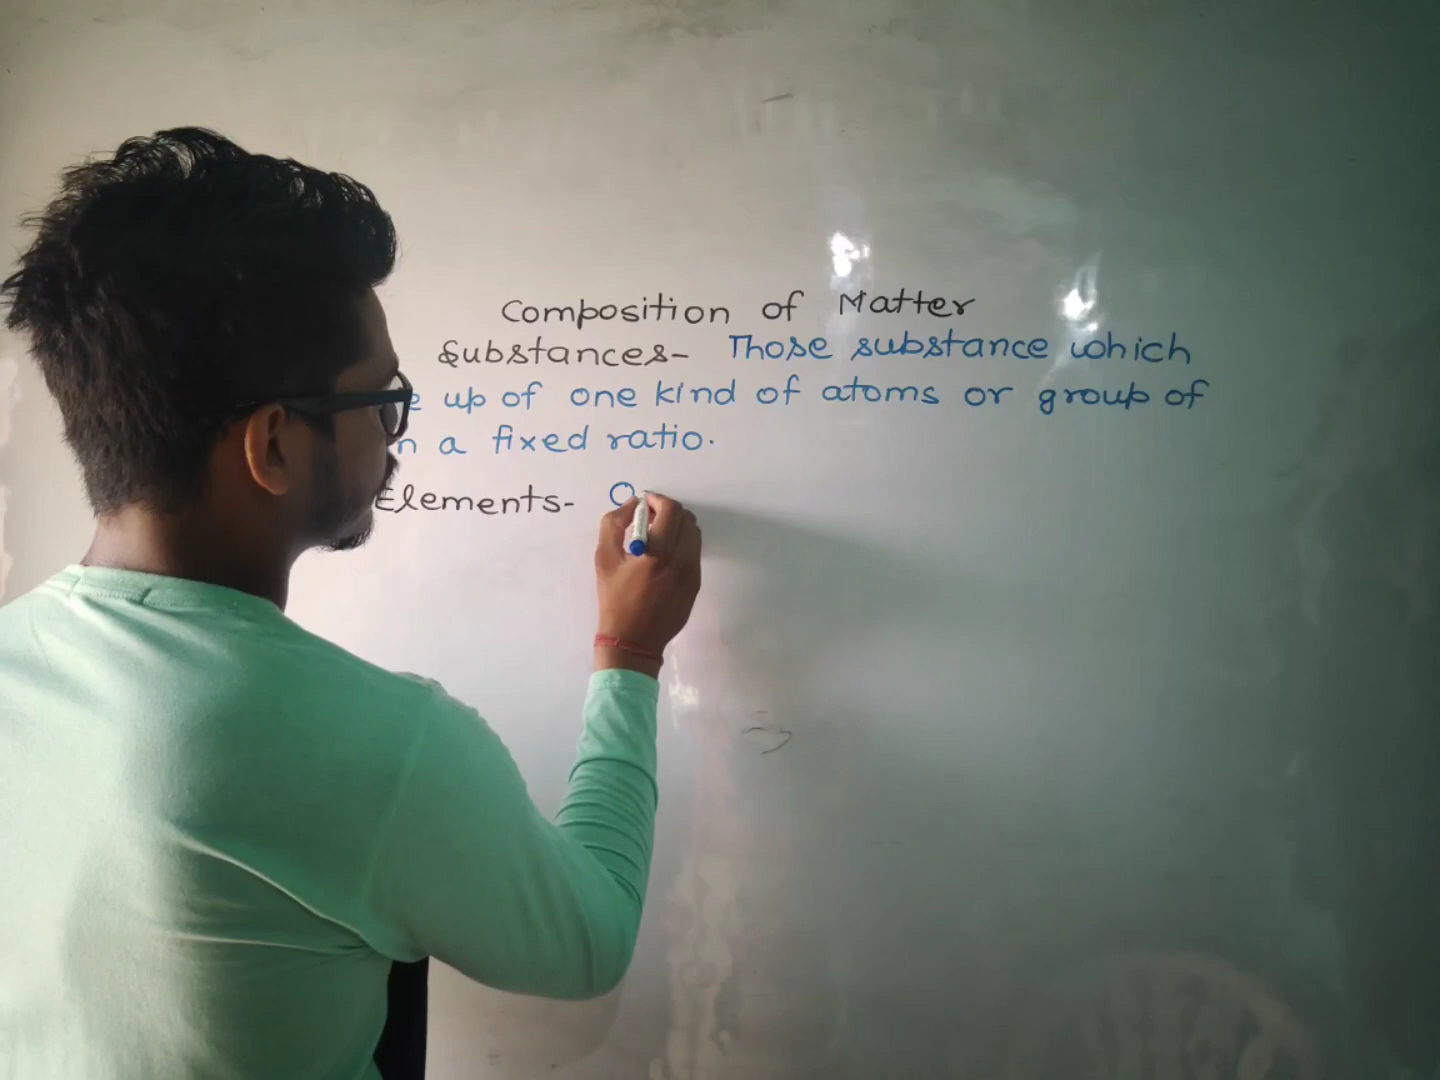 Composition of Matter
Substances- Those substance which
up of one kind of atoms or group of
a fixed ratio.
Elements-